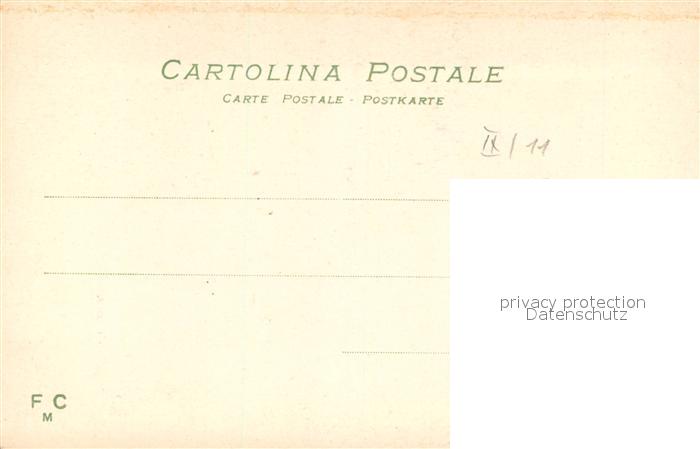 CARTOLINA POSTALE
CARTE POSTALE - POSTKARTE
IX / 11
privacy protection
Datenschutz
F C
M